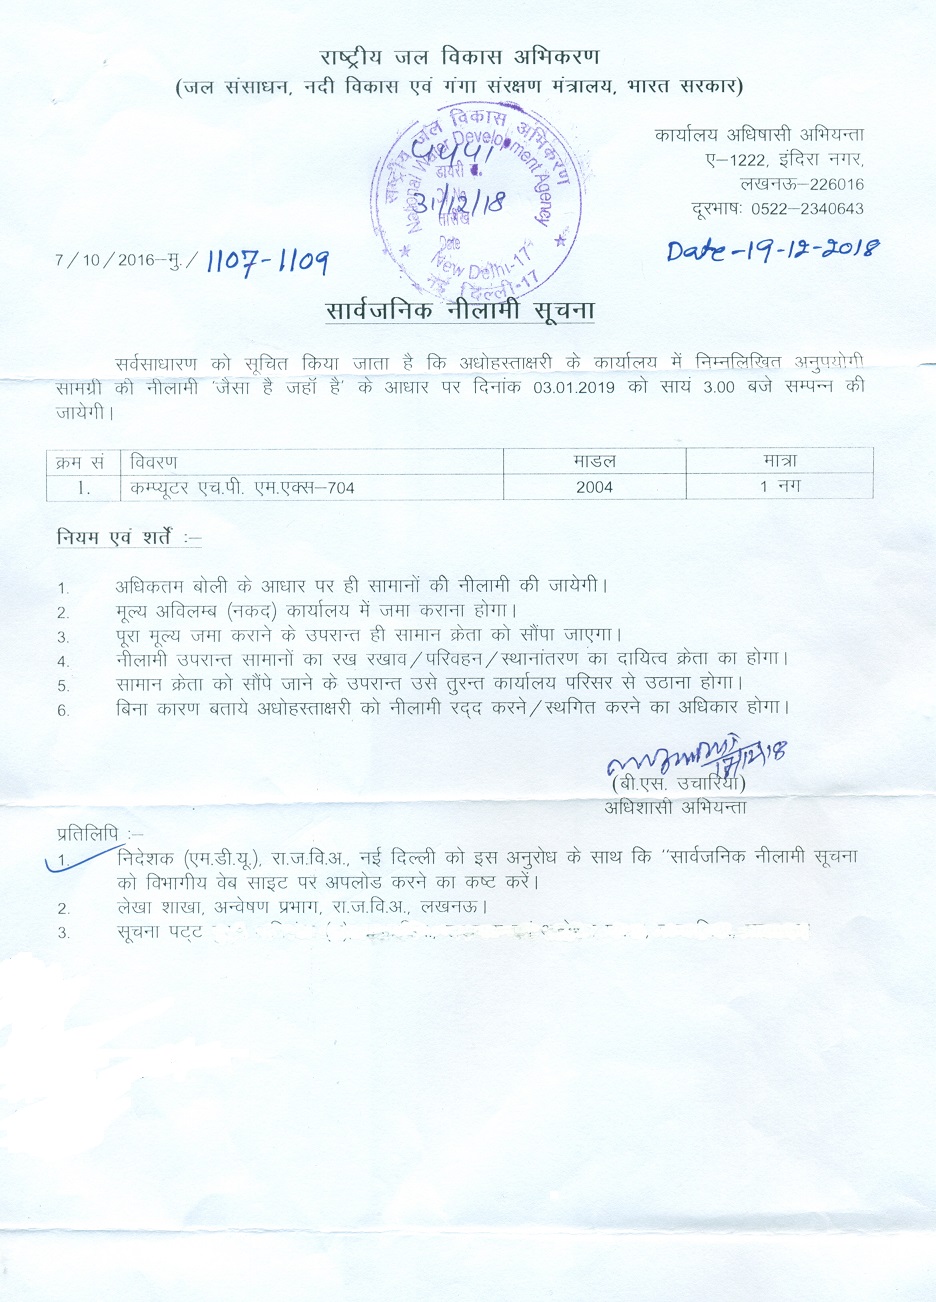 राष्ट्रीय जल विकास अभिकरण
(जल संसाधन, नदी विकास एवं गंगा संरक्षण मंत्रालय, भारत सरकार)
कार्यालय अधिषासी अभियन्ता
ए–1222, इंदिरा नगर,
लखनऊ–226016
दूरभाषः 0522–2340643
राष्ट्रीय जल विकास अभिकरण
National Water Development Agency
डायरी
31/12/18
तारीख
Date
New Delhi-17
नई दिल्ली-17
7/10/2016–मु./ 1107-1109
Date-19-12-2018
सार्वजनिक नीलामी सूचना
सर्वसाधारण को सूचित किया जाता है कि अधोहस्ताक्षरी के कार्यालय में निम्नलिखित अनुपयोगी
सामग्री की नीलामी 'जैसा है जहॉ है' के आधार पर दिनांक 03.01.2019 को सायं 3.00 बजे सम्पन्न की
जायेगी।
क्रम सं विवरण माडल मात्रा
1. कम्प्यूटर एच.पी. एम.एक्स–704 2004 1 नग
नियम एवं शर्तें :–
1. अधिकतम बोली के आधार पर ही सामानों की नीलामी की जायेगी।
2. मूल्य अविलम्ब (नकद) कार्यालय में जमा कराना होगा।
3. पूरा मूल्य जमा कराने के उपरान्त ही सामान क्रेता को सौंपा जाएगा।
4. नीलामी उपरान्त सामानों का रख रखाव/परिवहन/स्थानांतरण का दायित्व क्रेता का होगा।
5. सामान क्रेता को सौंपे जाने के उपरान्त उसे तुरन्त कार्यालय परिसर से उठाना होगा।
6. बिना कारण बताये अधोहस्ताक्षरी को नीलामी रद्द करने/स्थगित करने का अधिकार होगा।
(बी.एस. उचारिया)
अधिशासी अभियन्ता
प्रतिलिपि :–
1. निदेशक (एम.डी.यू.), रा.ज.वि.अ., नई दिल्ली को इस अनुरोध के साथ कि "सार्वजनिक नीलामी सूचना
को विभागीय वेब साइट पर अपलोड करने का कष्ट करें।
2. लेखा शाखा, अन्वेषण प्रभाग, रा.ज.वि.अ., लखनऊ।
3. सूचना पट्ट